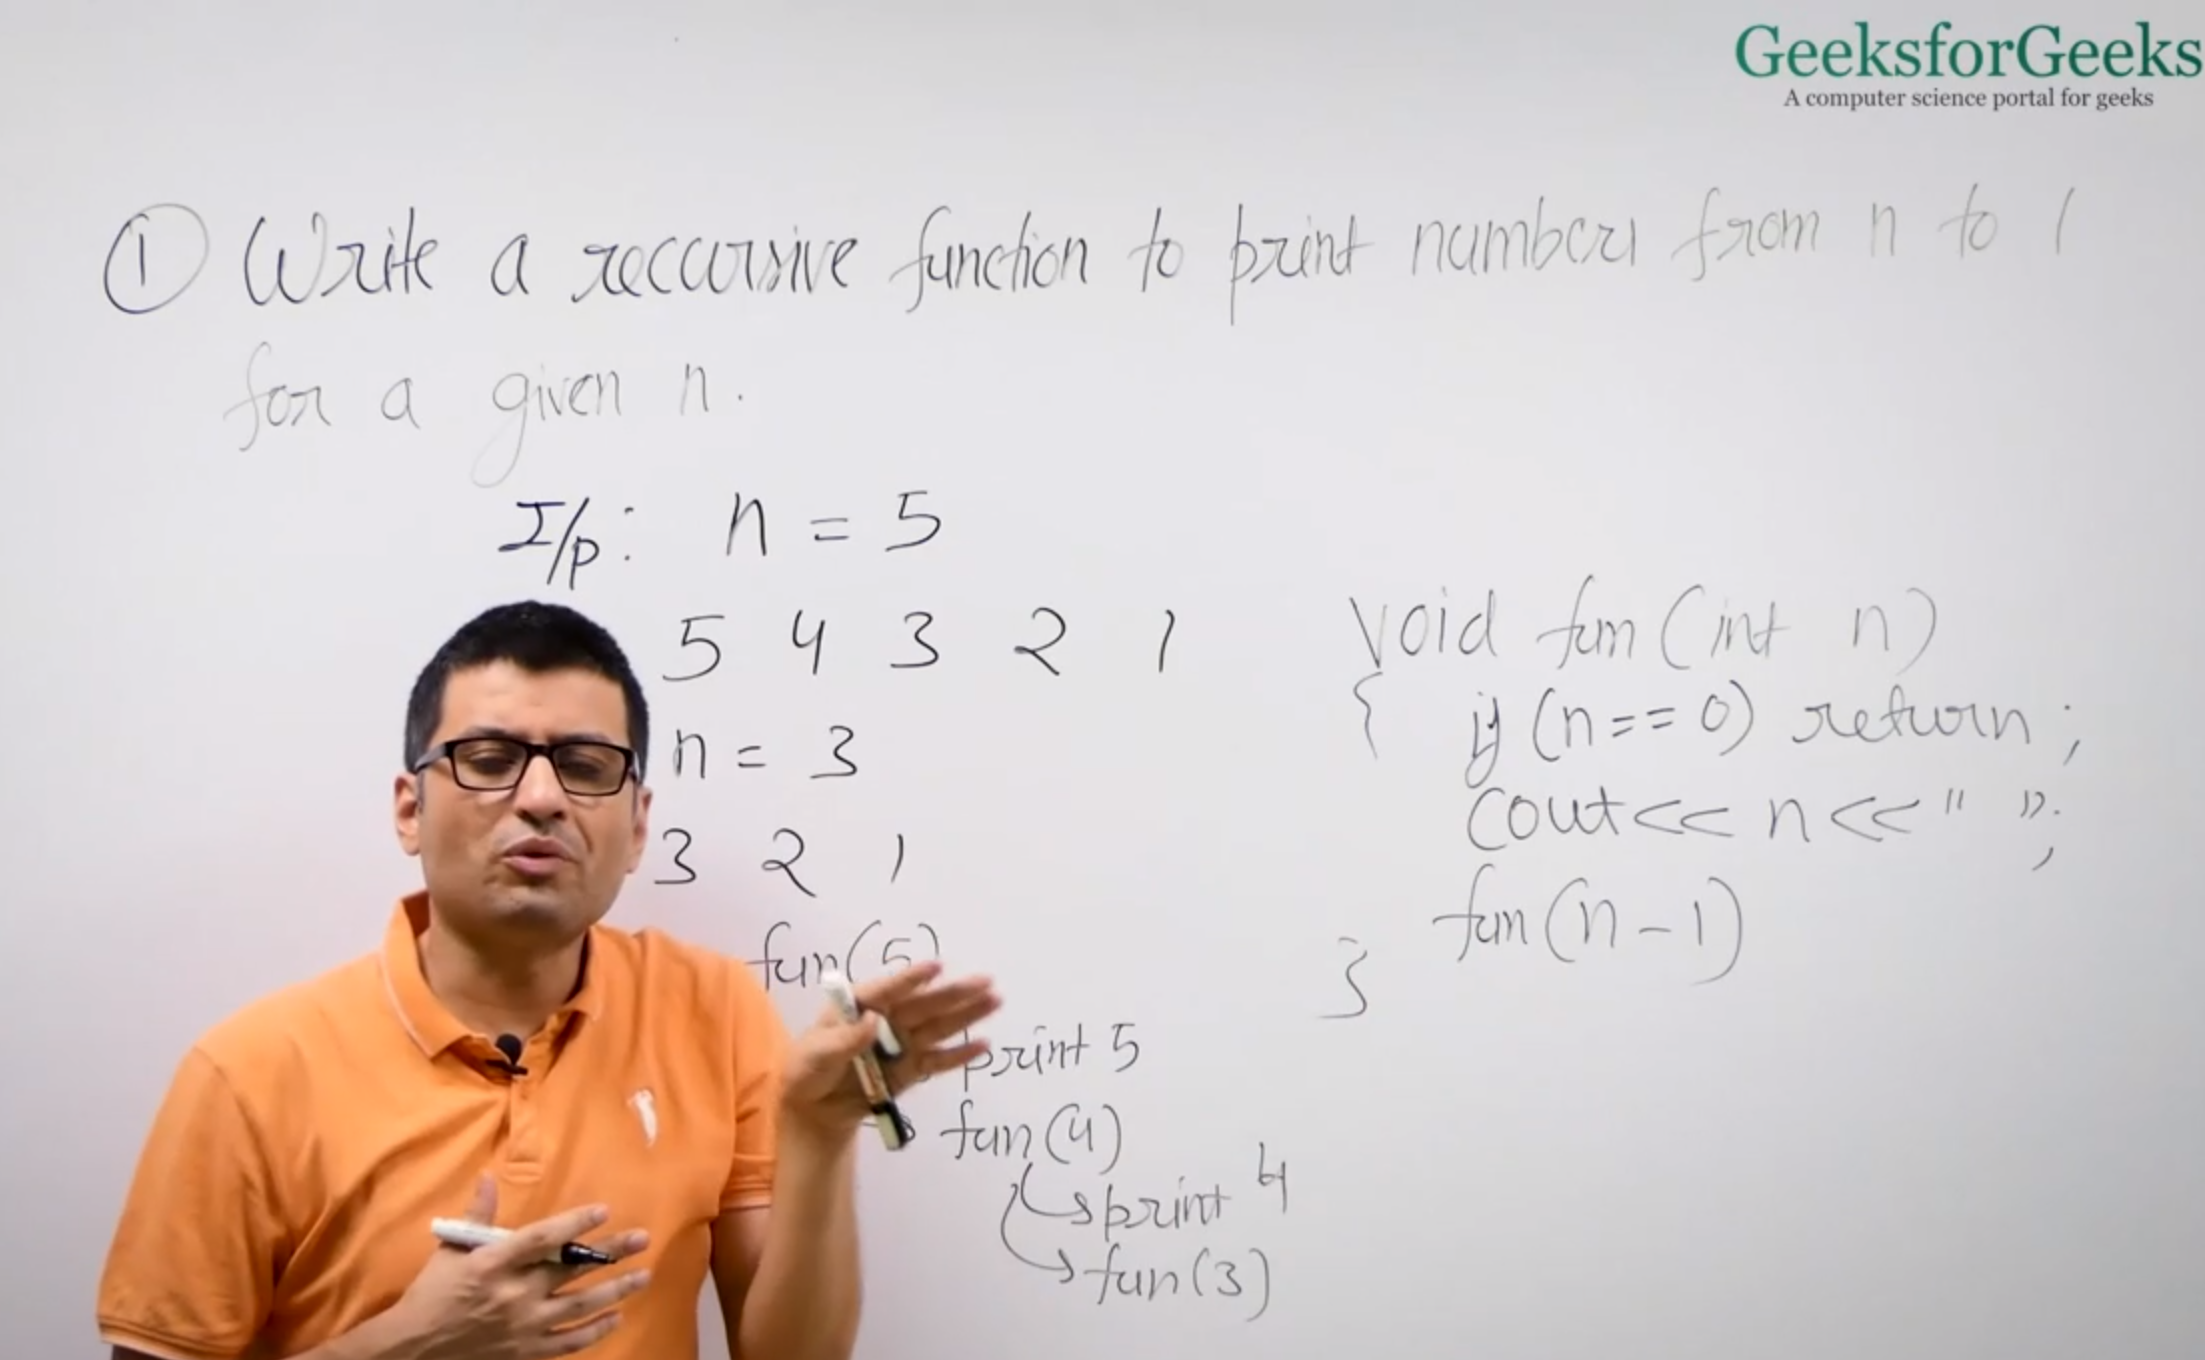 GeeksforGeeks
A computer science portal for geeks
① Write a reccursive function to print numbers from n to 1
for a given n.
I/p: n = 5
5 4 3 2 1
n = 3
3 2 1
fun(5)
print 5
fun(4)
print 4
fun(3)
void fun(int n)
{ if (n==0) return;
cout<< n <<" ";
fun(n-1)
}